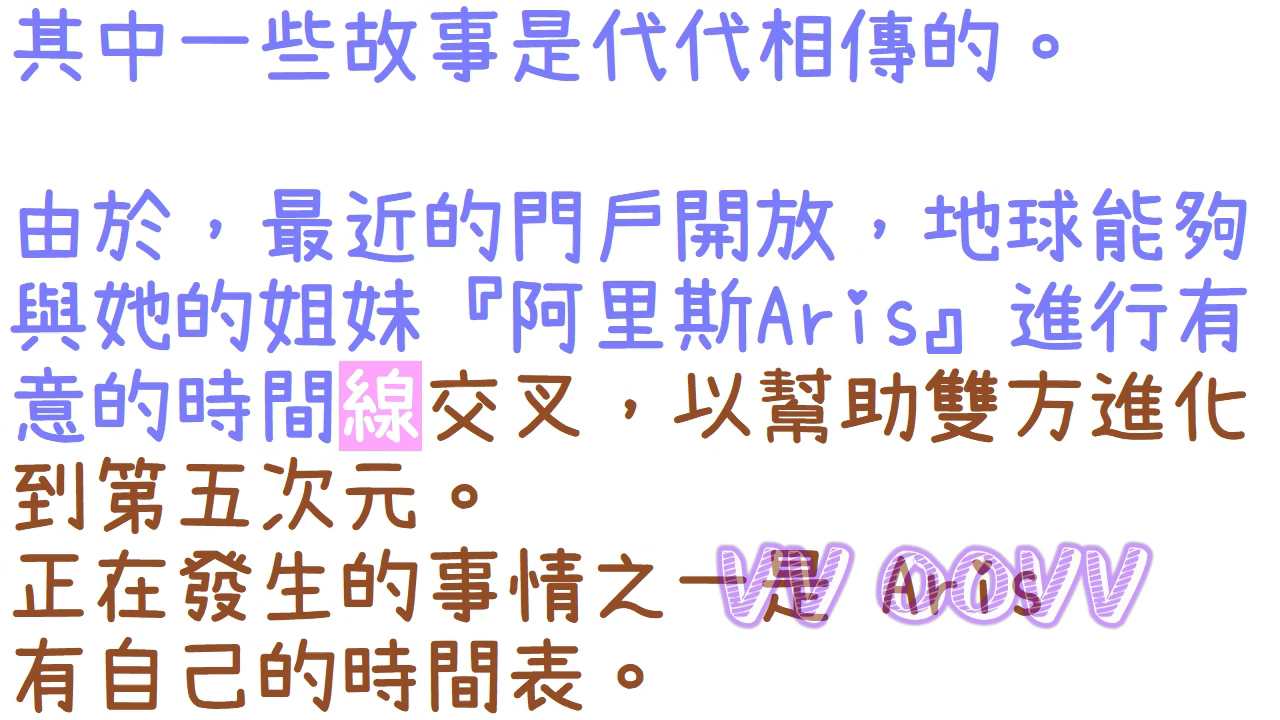 其中一些故事是代代相傳的。
由於，最近的門戶開放，地球能夠
與她的姐妹『阿里斯Aris』進行有
意的時間線交叉，以幫助雙方進化
到第五次元。
正在發生的事情之一是 Aris
有自己的時間表。